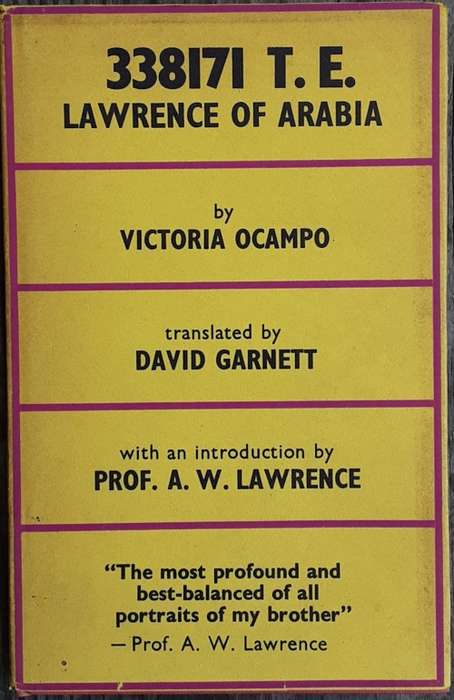 338171 T. E.
LAWRENCE OF ARABIA
by
VICTORIA OCAMPO
translated by
DAVID GARNETT
with an introduction by
PROF. A. W. LAWRENCE
“The most profound and
best-balanced of all
portraits of my brother”
— Prof. A. W. Lawrence